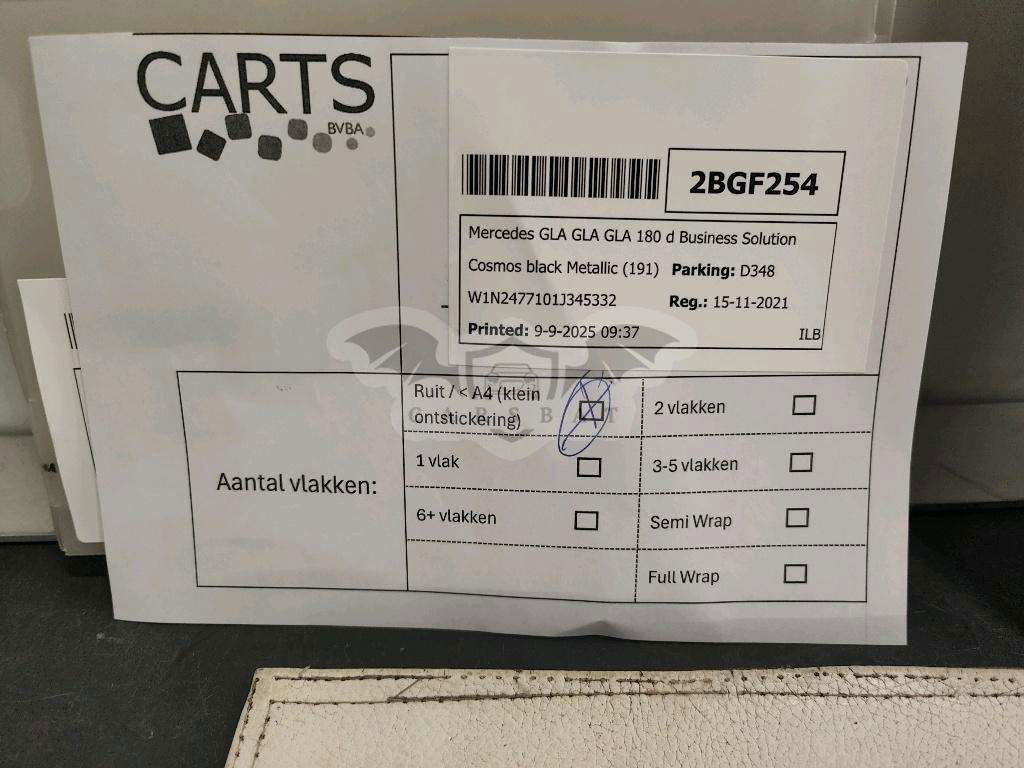 CARTS
BVBA
2BGF254
Mercedes GLA GLA GLA 180 d Business Solution
Cosmos black Metallic (191) Parking: D348
W1N2477101J345332 Reg.: 15-11-2021
Printed: 9-9-2025 09:37 ILB
Aantal vlakken:
Ruit / < A4 (klein
ontstickering)
2 vlakken
1 vlak
3-5 vlakken
6+ vlakken
Semi Wrap
Full Wrap
CARSBAT